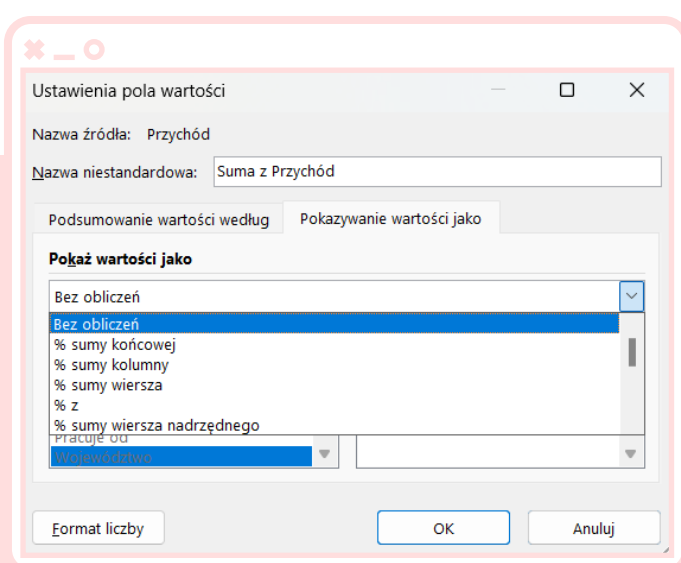 Ustawienia pola wartości
Nazwa źródła: Przychód
Nazwa niestandardowa: Suma z Przychód
Podsumowanie wartości według Pokazywanie wartości jako
Pokaż wartości jako
Bez obliczeń
Bez obliczeń
% sumy końcowej
% sumy kolumny
% sumy wiersza
% z
% sumy wiersza nadrzędnego
Pracuje od
Województwo
Format liczby OK Anuluj